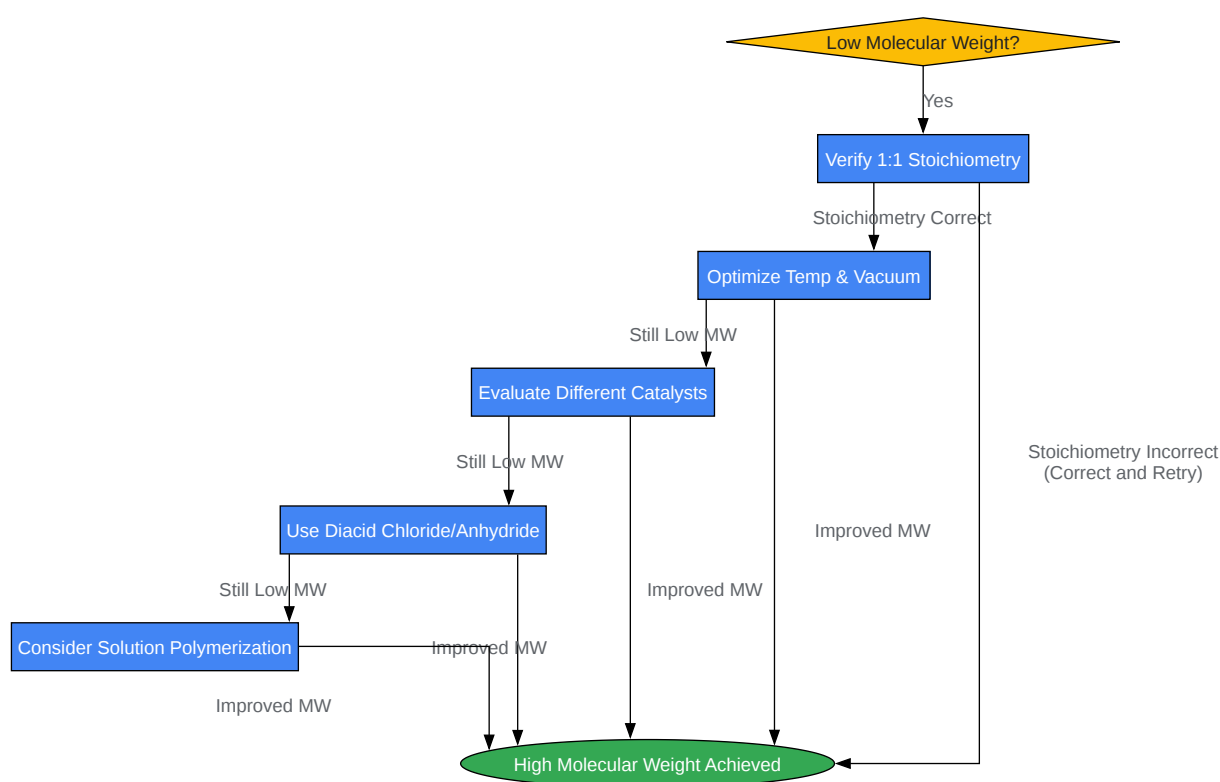 Low Molecular Weight?
Yes
Verify 1:1 Stoichiometry
Stoichiometry Correct
Optimize Temp & Vacuum
Still Low MW
Evaluate Different Catalysts
Still Low MW
Stoichiometry Incorrect
(Correct and Retry)
Use Diacid Chloride/Anhydride
Improved MW
Still Low MW
Improved MW
Consider Solution Polymerization
Improved MW
Improved MW
High Molecular Weight Achieved